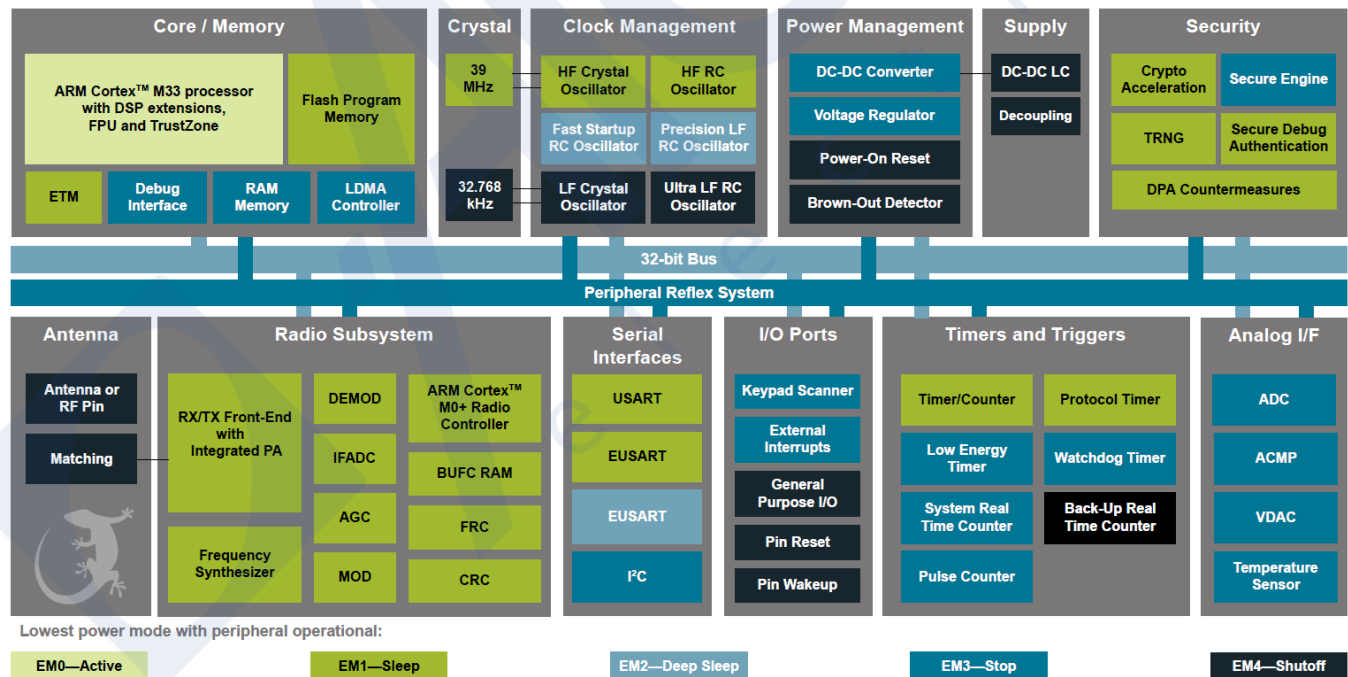 Core / Memory
ARM Cortex™ M33 processor
with DSP extensions,
FPU and TrustZone
Flash Program
Memory
ETM
Debug
Interface
RAM
Memory
LDMA
Controller
Crystal
39
MHz
32.768
kHz
Clock Management
HF Crystal
Oscillator
HF RC
Oscillator
Fast Startup
RC Oscillator
Precision LF
RC Oscillator
LF Crystal
Oscillator
Ultra LF RC
Oscillator
Power Management
DC-DC Converter
Voltage Regulator
Power-On Reset
Brown-Out Detector
Supply
DC-DC LC
Decoupling
Security
Crypto
Acceleration
Secure Engine
TRNG
Secure Debug
Authentication
DPA Countermeasures
32-bit Bus
Peripheral Reflex System
Antenna
Antenna or
RF Pin
Matching
Radio Subsystem
RX/TX Front-End
with
Integrated PA
Frequency
Synthesizer
DEMOD
IFADC
AGC
MOD
ARM Cortex™
M0+ Radio
Controller
BUFC RAM
FRC
CRC
Serial
Interfaces
USART
EUSART
EUSART
I²C
I/O Ports
Keypad Scanner
External
Interrupts
General
Purpose I/O
Pin Reset
Pin Wakeup
Timers and Triggers
Timer/Counter
Protocol Timer
Low Energy
Timer
Watchdog Timer
System Real
Time Counter
Back-Up Real
Time Counter
Pulse Counter
Analog I/F
ADC
ACMP
VDAC
Temperature
Sensor
Lowest power mode with peripheral operational:
EM0—Active
EM1—Sleep
EM2—Deep Sleep
EM3—Stop
EM4—Shutoff